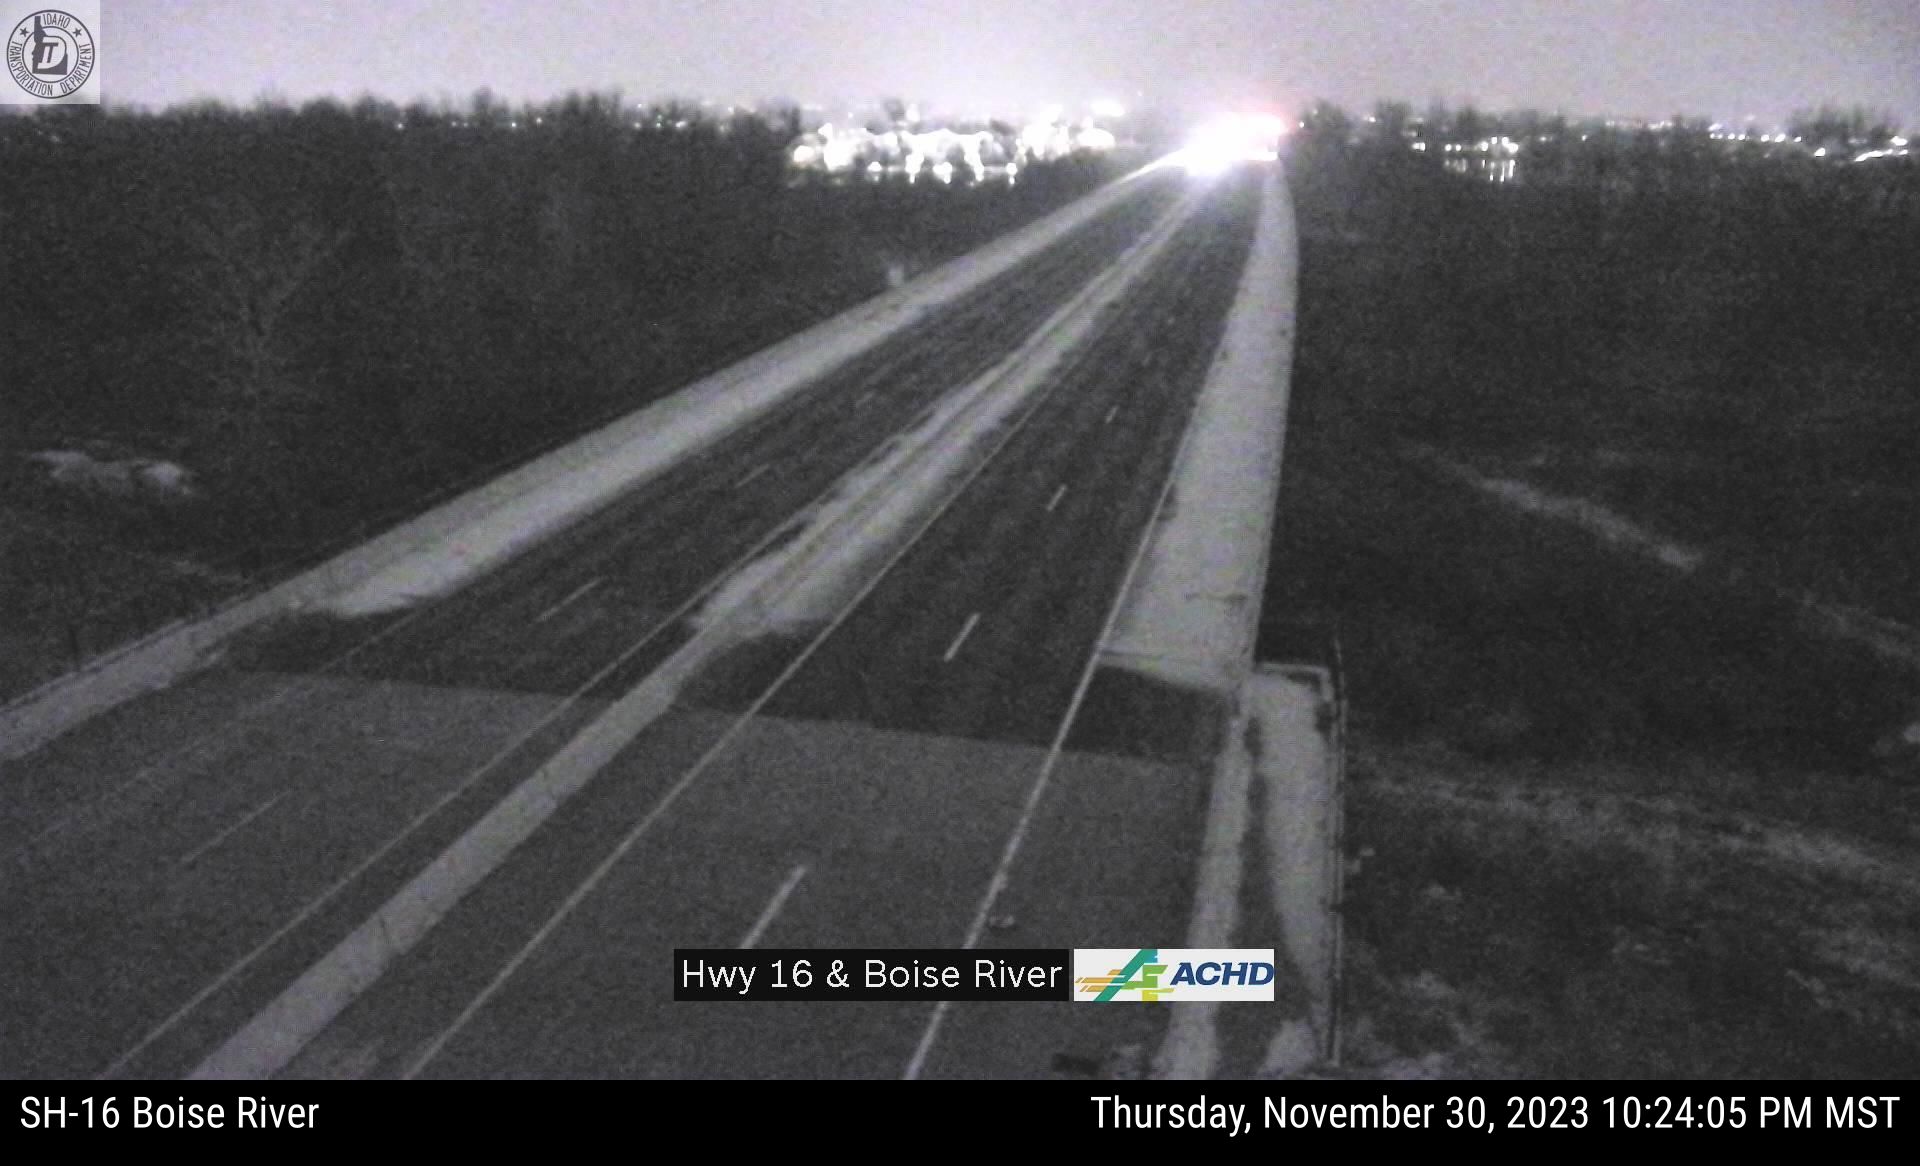 IDAHO
TRANSPORTATION DEPARTMENT
Hwy 16 & Boise River
ACHD
SH-16 Boise River
Thursday, November 30, 2023 10:24:05 PM MST